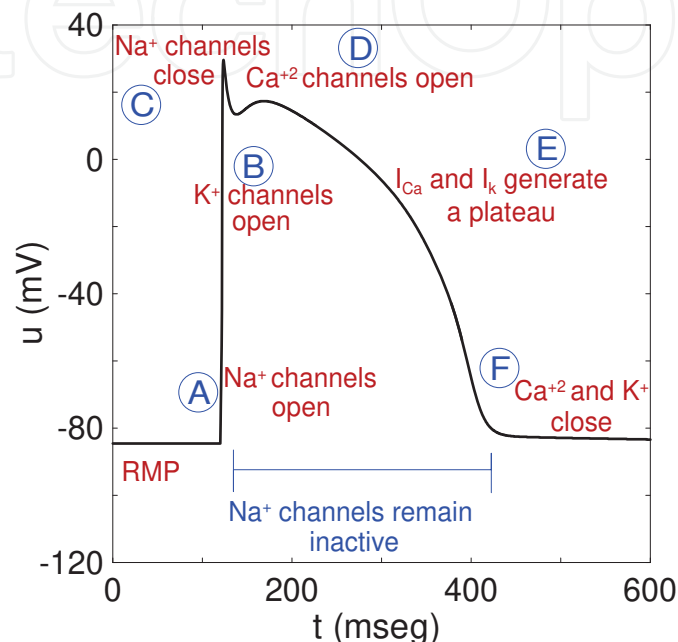 40
0
-40
-80
-120
u (mV)
Na⁺ channels
close
C
D
Ca⁺² channels open
B
K⁺ channels
open
E
I_Ca and I_k generate
a plateau
A
Na⁺ channels
open
F
Ca⁺² and K⁺
close
RMP
Na⁺ channels remain
inactive
0
200
400
600
t (mseg)